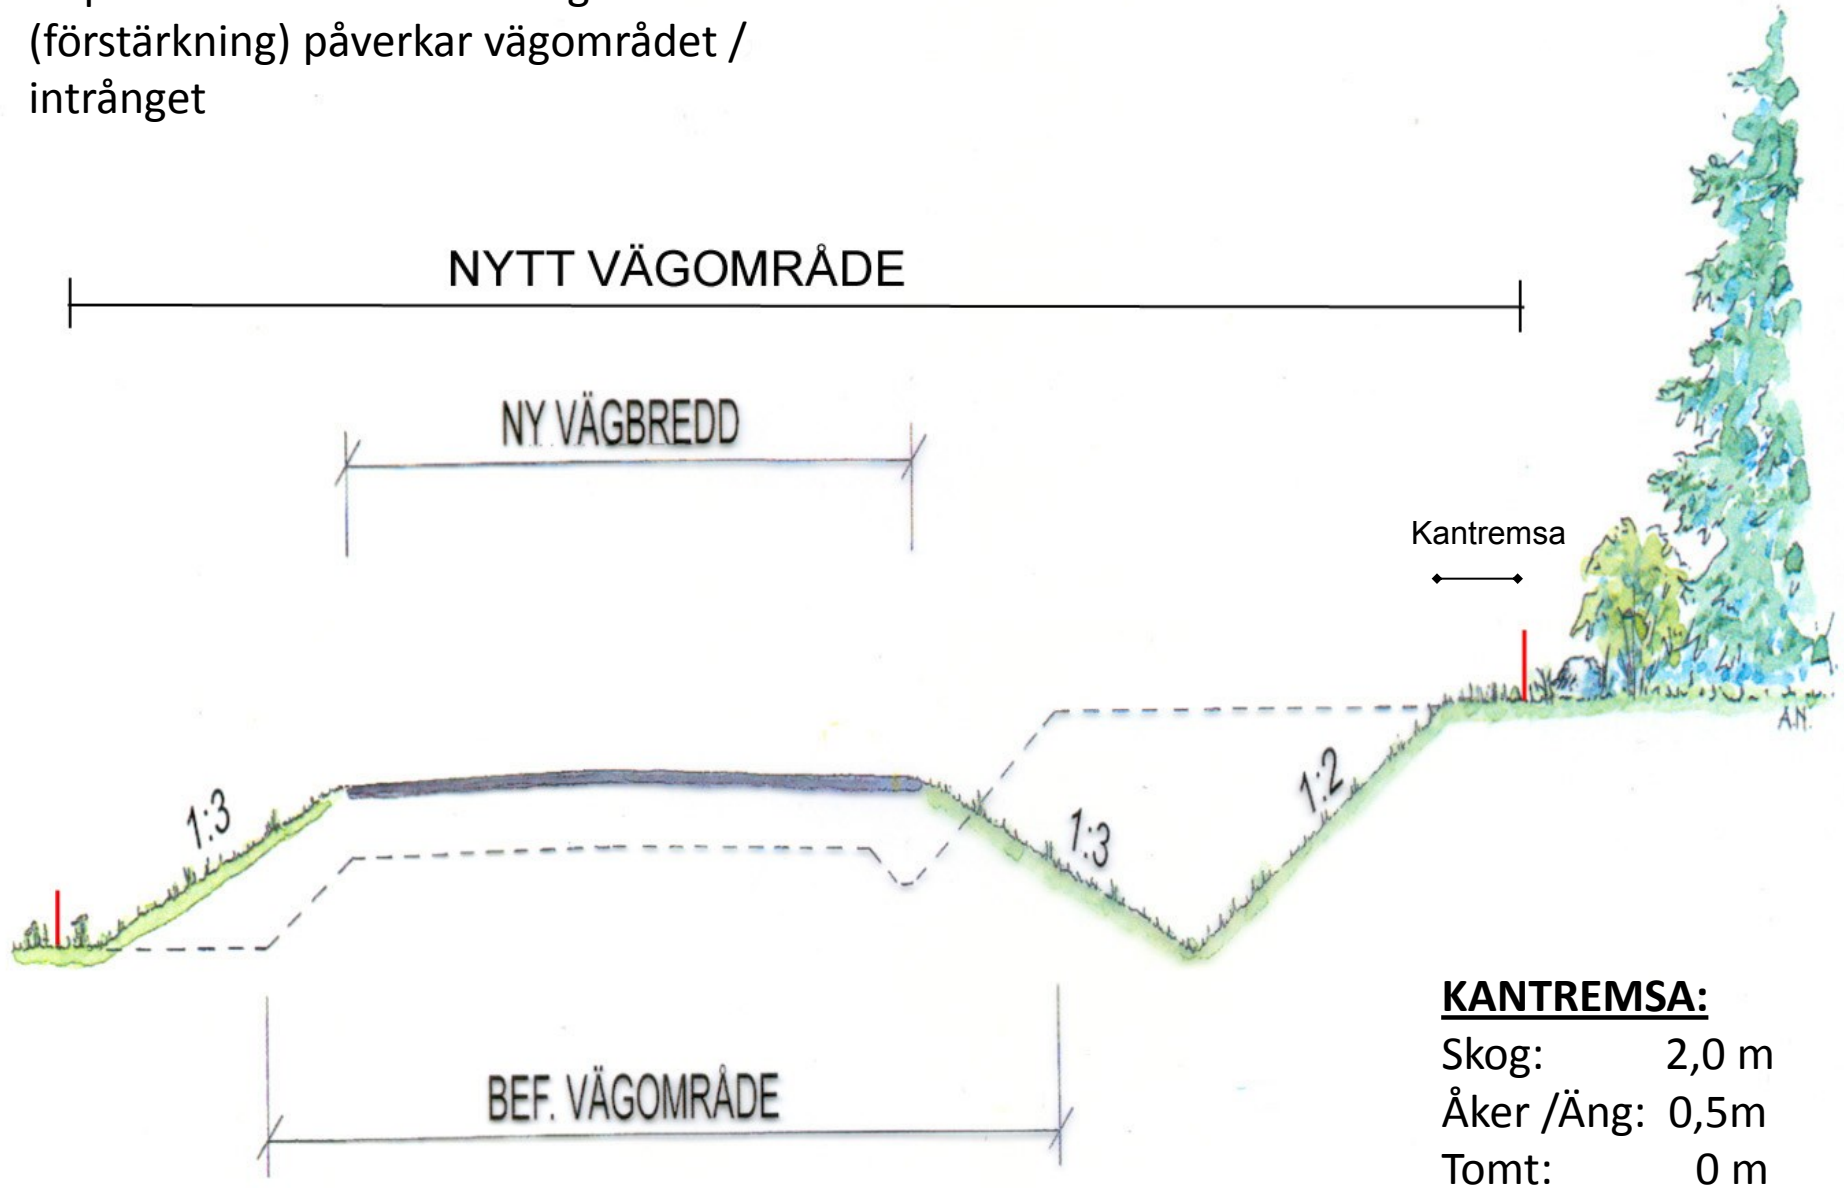 (förstärkning) påverkar vägområdet /
intrånget
NYTT VÄGOMRÅDE
NY VÄGBREDD
Kantremsa
1:3
1:3
1:2
A.N.
BEF. VÄGOMRÅDE
KANTREMSA:
Skog: 2,0 m
Åker /Äng: 0,5m
Tomt: 0 m